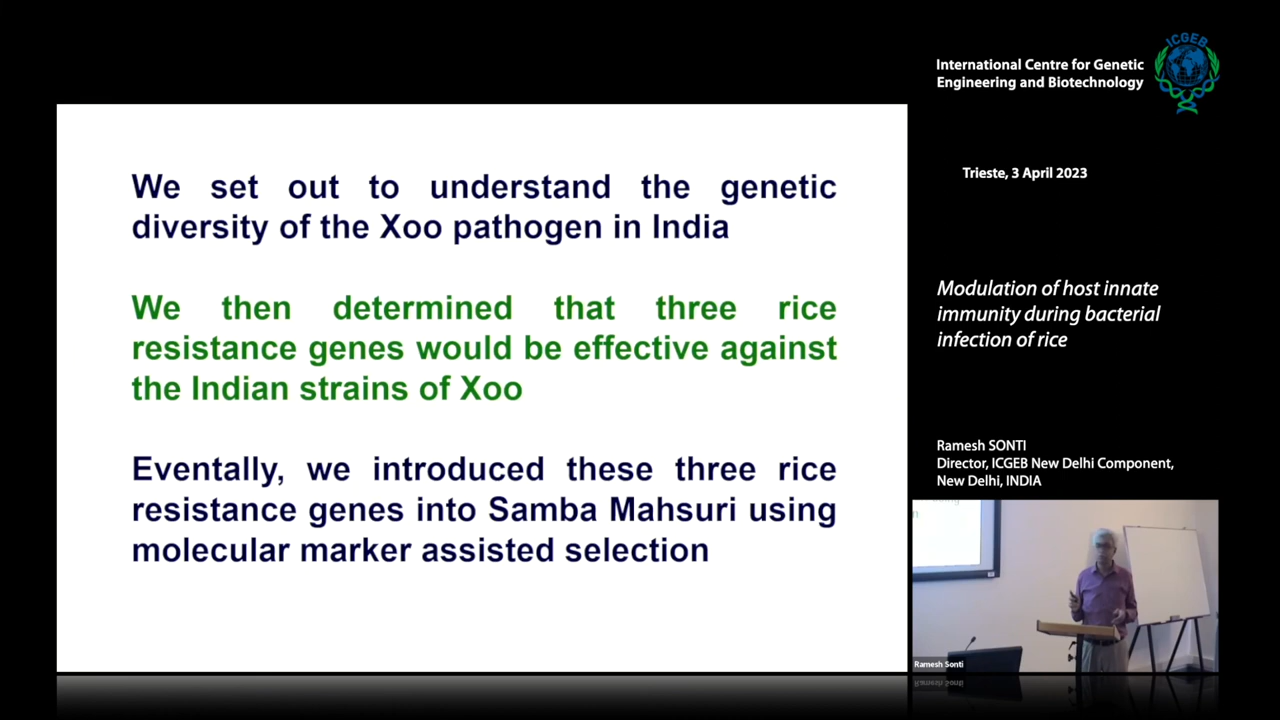 We set out to understand the genetic
diversity of the Xoo pathogen in India
We then determined that three rice
resistance genes would be effective against
the Indian strains of Xoo
Eventally, we introduced these three rice
resistance genes into Samba Mahsuri using
molecular marker assisted selection
International Centre for Genetic
Engineering and Biotechnology
ICGEB
Trieste, 3 April 2023
Modulation of host innate
immunity during bacterial
infection of rice
Ramesh SONTI
Director, ICGEB New Delhi Component,
New Delhi, INDIA
Ramesh Sonti